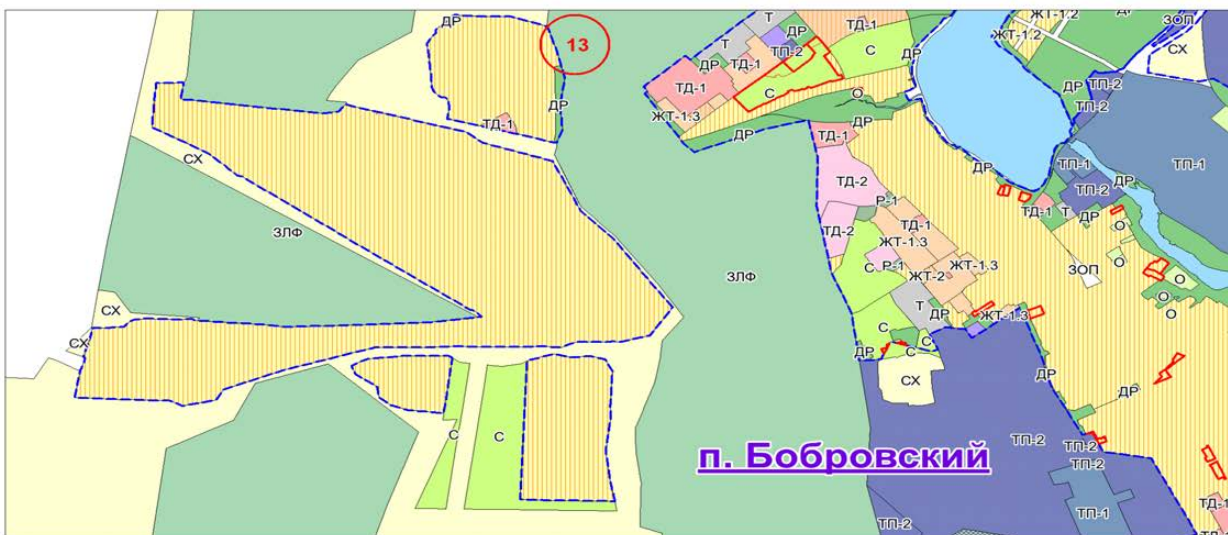 ДР
13
Т
ТД-1
ДР
ЖТ-1.2
ДР
ЗОП
Т
ТП-2
С
ДР
ЖТ-1.2
СХ
ДР
ТД-1
ТД-1
С
ДР
ТП-2
ТП-2
О
ДР
ТД-1
ЖТ-1.3
ДР
ТД-1
ДР
СХ
ТД-2
ДР
ТП-1
ТП-1
ТП-2
ДР
Р-1
ТД-1
ТД-1
Т
ДР
О
ЗЛФ
ТД-2
ЖТ-1.3
О
ЗЛФ
С
Р-1
ЖТ-1.3
ЖТ-2
ЗОП
О
О
О
СХ
Т
ДР
ЖТ-1.3
СХ
С
С
ДР
СХ
ДР
ДР
С
С
п. Бобровский
ТП-2
ТП-2
ТП-2
ТП-1
ТП-2
ТД-1